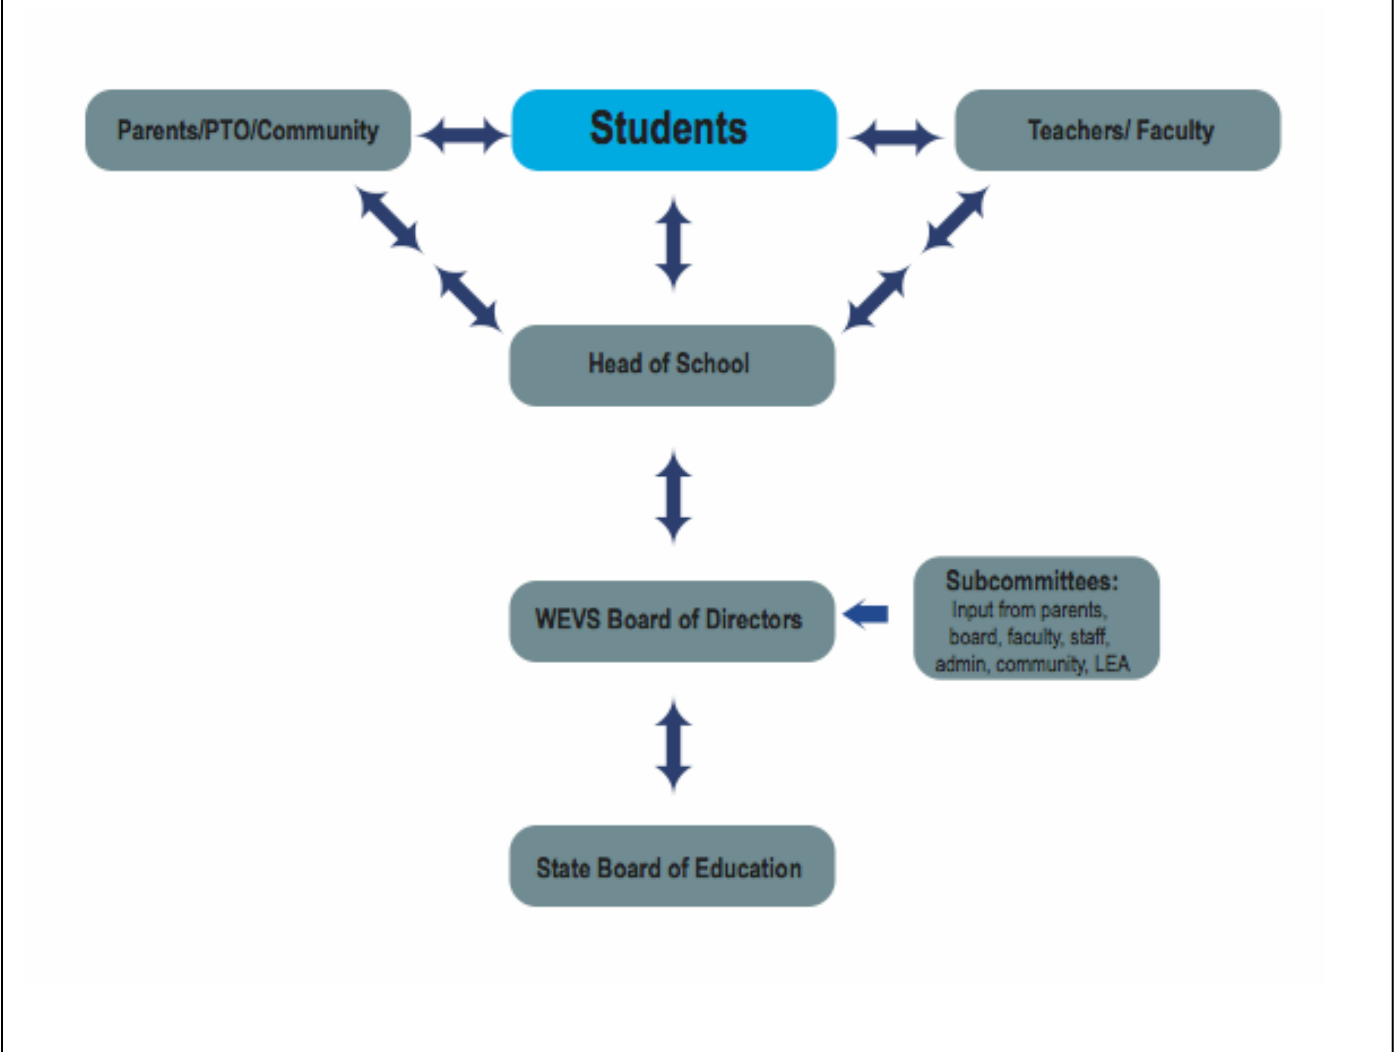 Parents/PTO/Community
Students
Teachers/ Faculty
Head of School
WEVS Board of Directors
Subcommittees:
Input from parents,
board, faculty, staff,
admin, community, LEA
State Board of Education